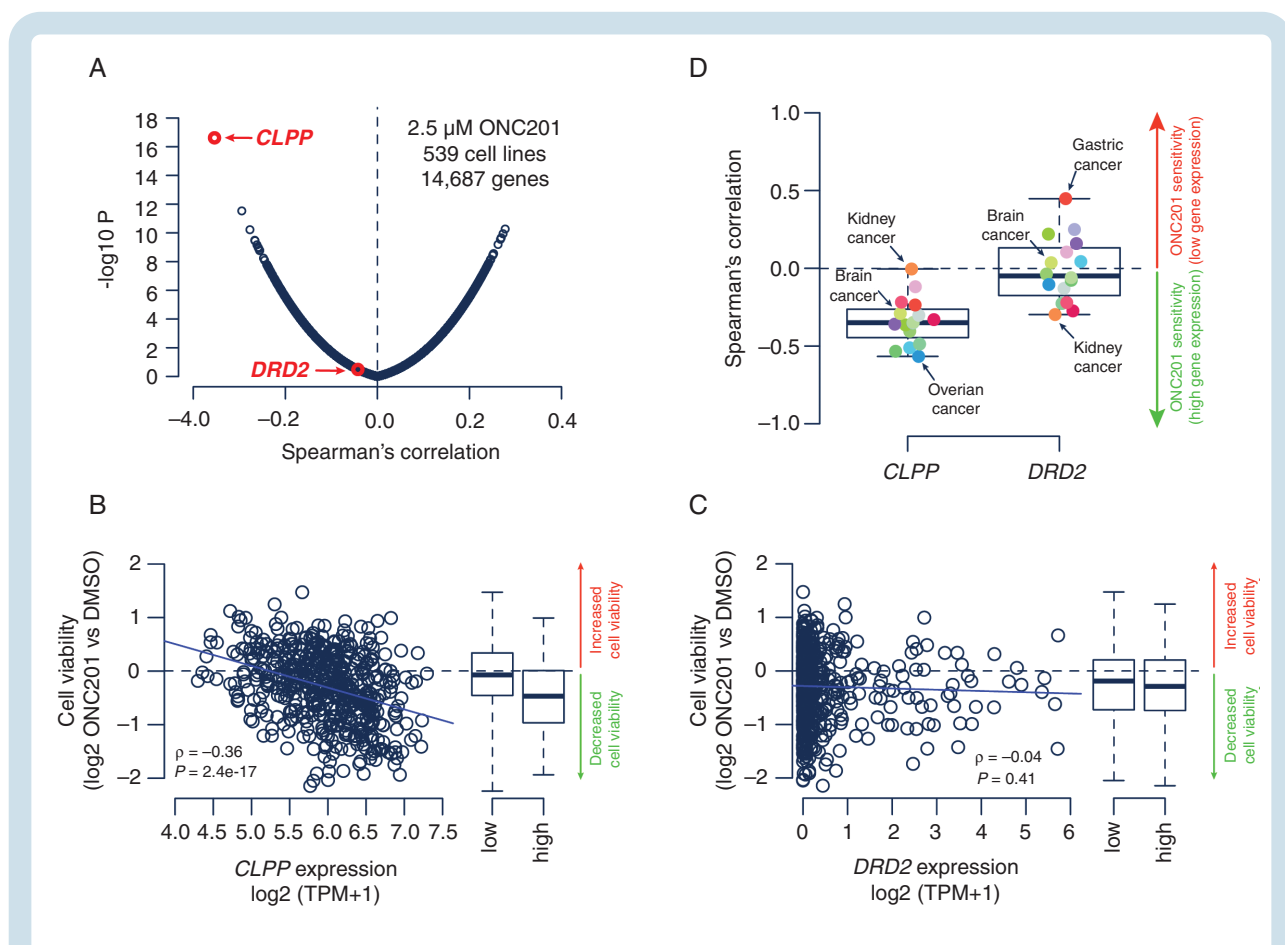 A
18
16
14
12
10
8
6
4
2
0
-log10 P
CLPP
DRD2
2.5 µM ONC201
539 cell lines
14,687 genes
–4.0
–0.2
0.0
0.2
0.4
Spearman's correlation
D
1.0
0.5
0.0
–0.5
–1.0
Spearman's correlation
Kidney
cancer
Brain
cancer
Overian
cancer
Gastric
cancer
Brain
cancer
Kidney
cancer
CLPP
DRD2
ONC201 sensitivity
(low gene expression)
ONC201 sensitivity
(high gene expression)
B
Cell viability
(log2 ONC201 vs DMSO)
2
1
0
–1
–2
ρ = –0.36
P = 2.4e-17
4.0 4.5 5.0 5.5 6.0 6.5 7.0 7.5
CLPP expression
log2 (TPM+1)
low
high
Increased
cell viability
Decreased
cell viability
C
Cell viability
(log2 ONC201 vs DMSO)
2
1
0
–1
–2
ρ = –0.04
P = 0.41
0 1 2 3 4 5 6
DRD2 expression
log2 (TPM+1)
low
high
Increased
cell viability
Decreased
cell viability